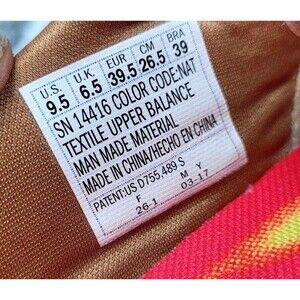 U.S. U.K. EUR CM BRA
9.5 6.5 39.5 26.5 39
SN 14416 COLOR CODE:NAT
TEXTILE UPPER BALANCE
MAN MADE MATERIAL
MADE IN CHINA/HECHO EN CHINA
PATENT:US D755,489 S
F M Y
26-1 03-17